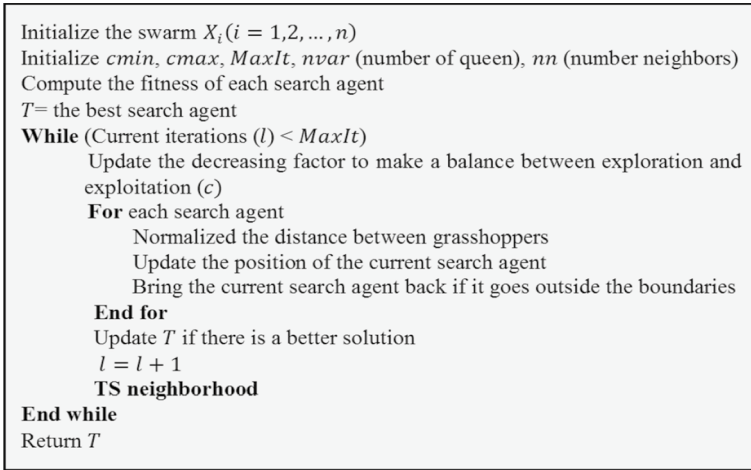 Initialize the swarm X_i(i = 1,2, ..., n)
Initialize cmin, cmax, MaxIt, nvar (number of queen), nn (number neighbors)
Compute the fitness of each search agent
T= the best search agent
While (Current iterations (l) < MaxIt)
Update the decreasing factor to make a balance between exploration and
exploitation (c)
For each search agent
Normalized the distance between grasshoppers
Update the position of the current search agent
Bring the current search agent back if it goes outside the boundaries
End for
Update T if there is a better solution
l = l + 1
TS neighborhood
End while
Return T